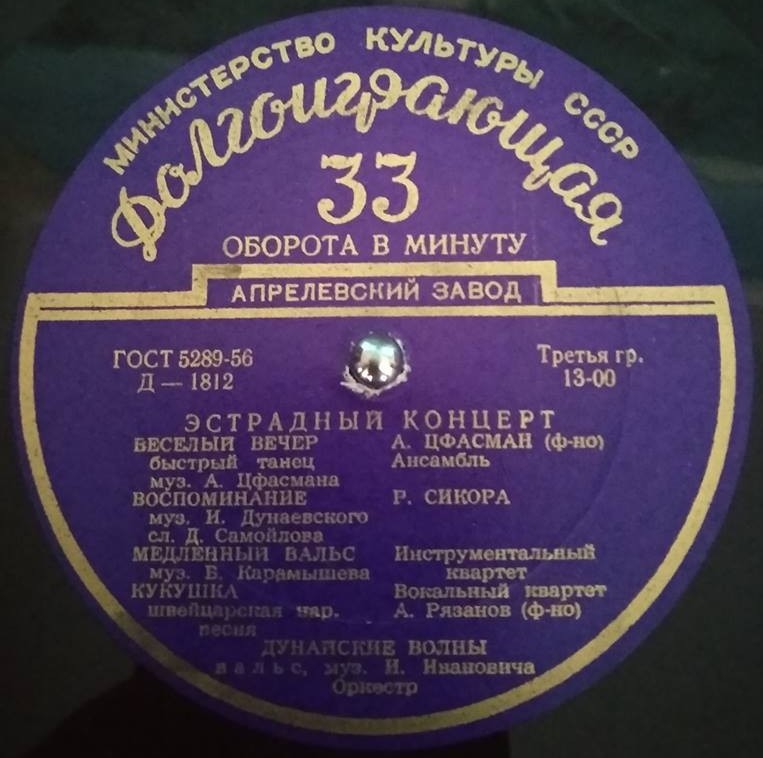 МИНИСТЕРСТВО КУЛЬТУРЫ СССР
Долгоиграющая
33
ОБОРОТА В МИНУТУ
АПРЕЛЕВСКИЙ ЗАВОД
ГОСТ 5289-56 Третья гр.
Д — 1812 13-00
ЭСТРАДНЫЙ КОНЦЕРТ
ВЕСЕЛЫЙ ВЕЧЕР А. ЦФАСМАН (ф-но)
быстрый танец Ансамбль
муз. А. Цфасмана
ВОСПОМИНАНИЕ Р. СИКОРА
муз. И. Дунаевского
сл. Д. Самойлова
МЕДЛЕННЫЙ ВАЛЬС Инструментальный
муз. Б. Карамышева квартет
КУКУШКА Вокальный квартет
швейцарская нар. А. Рязанов (ф-но)
песня
ДУНАЙСКИЕ ВОЛНЫ
вальс, муз. И. Ивановича
Оркестр